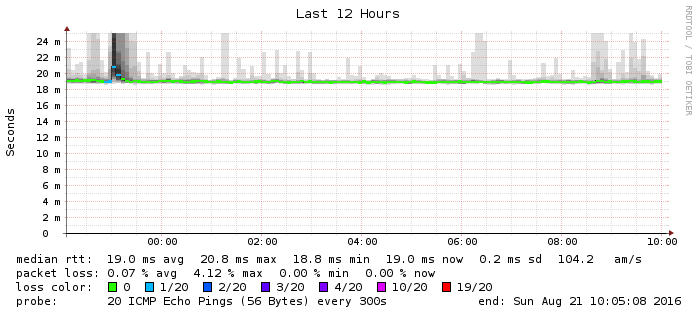 Last 12 Hours
RRDTOOL / TOBI OETIKER
Seconds
24 m
22 m
20 m
18 m
16 m
14 m
12 m
10 m
8 m
6 m
4 m
2 m
0
00:00 02:00 04:00 06:00 08:00 10:00
median rtt: 19.0 ms avg 20.8 ms max 18.8 ms min 19.0 ms now 0.2 ms sd 104.2 am/s
packet loss: 0.07 % avg 4.12 % max 0.00 % min 0.00 % now
loss color: 0 1/20 2/20 3/20 4/20 10/20 19/20
probe: 20 ICMP Echo Pings (56 Bytes) every 300s end: Sun Aug 21 10:05:08 2016